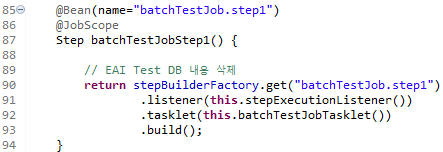 85 @Bean(name="batchTestJob.step1")
86 @JobScope
87 Step batchTestJobStep1() {
88
89 // EAI Test DB 내용 삭제
90 return stepBuilderFactory.get("batchTestJob.step1")
91 .listener(this.stepExecutionListener())
92 .tasklet(this.batchTestJobTasklet())
93 .build();
94 }